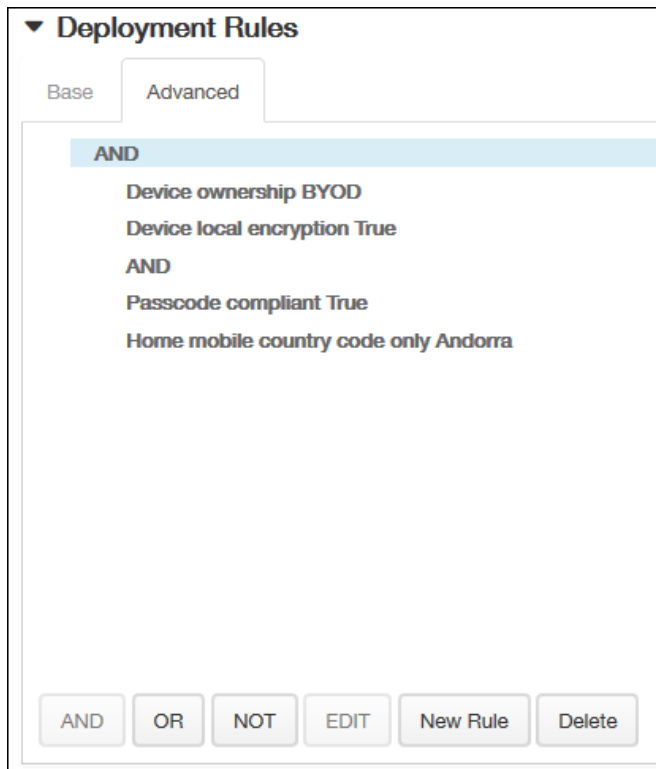 Deployment Rules
Base Advanced
AND
Device ownership BYOD
Device local encryption True
AND
Passcode compliant True
Home mobile country code only Andorra
AND OR NOT EDIT New Rule Delete